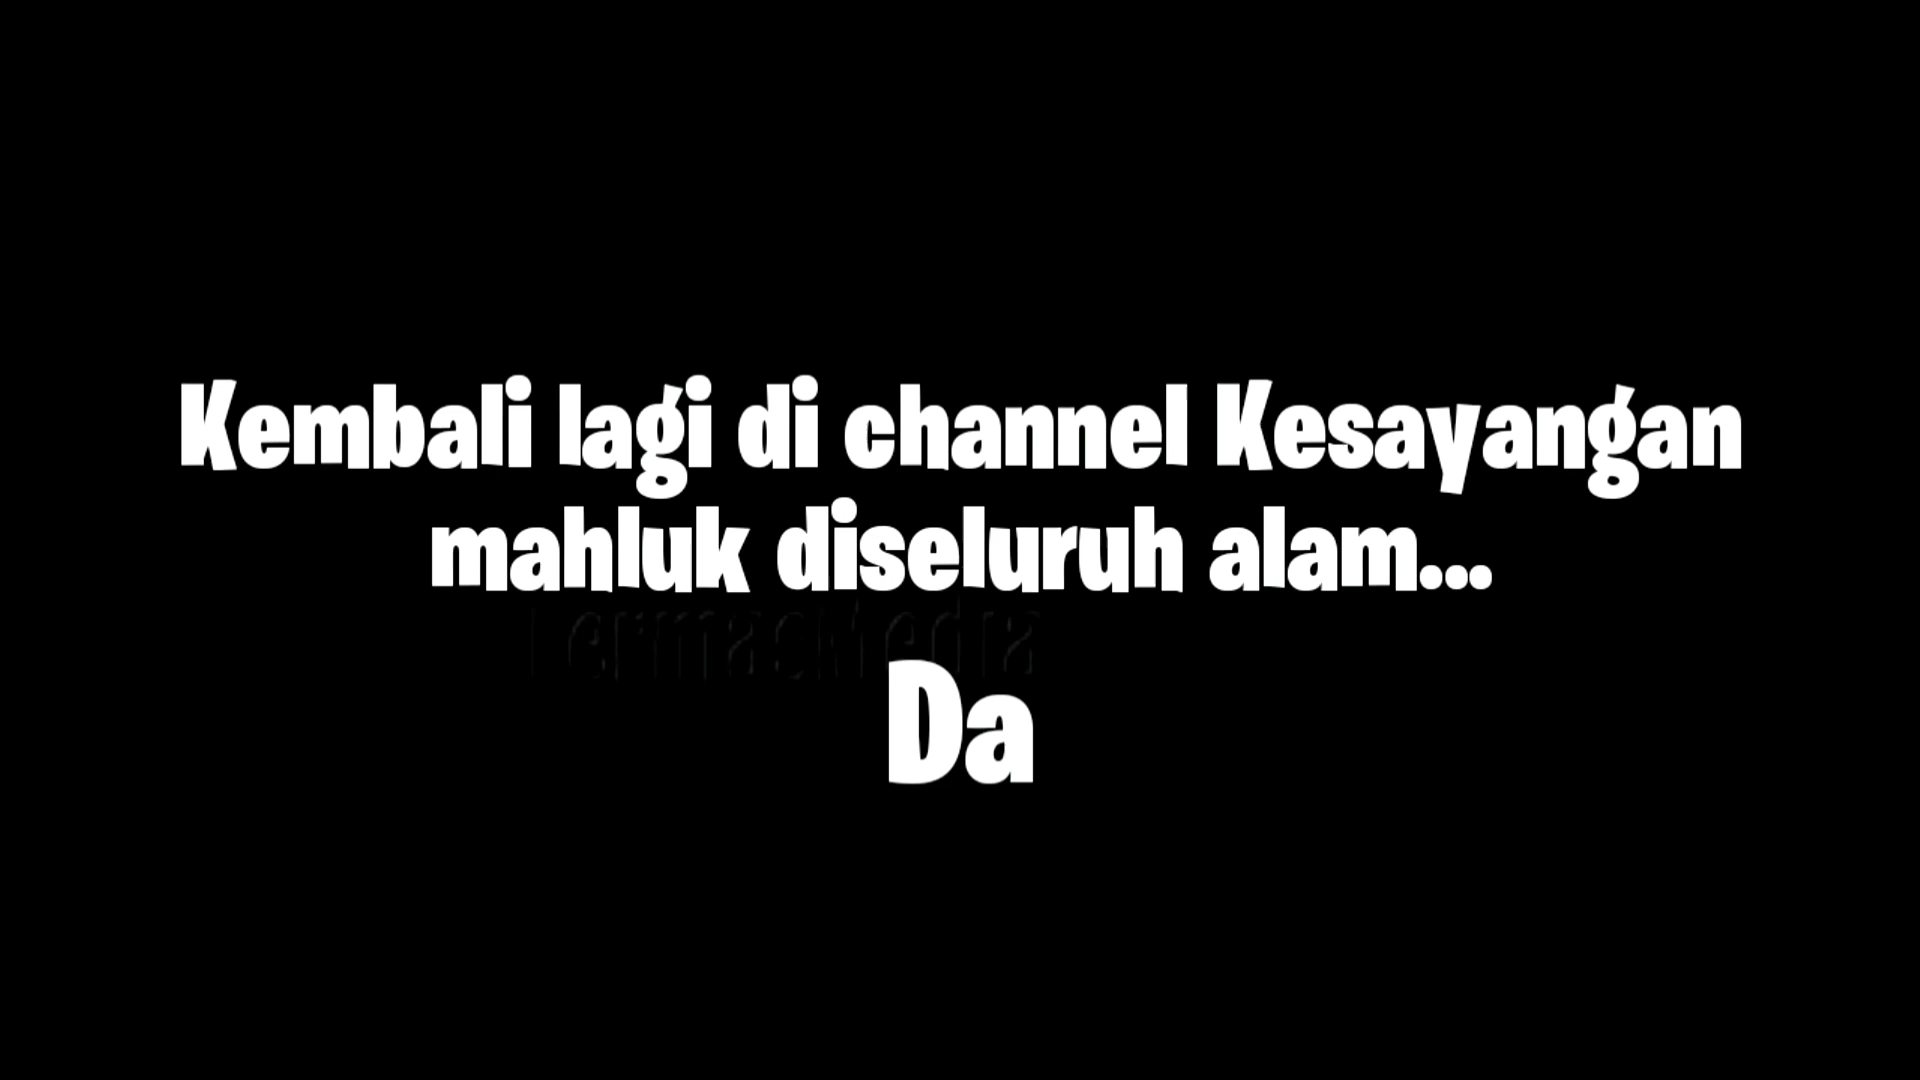 Kembali lagi di channel Kesayangan
mahluk diseluruh alam...
Da